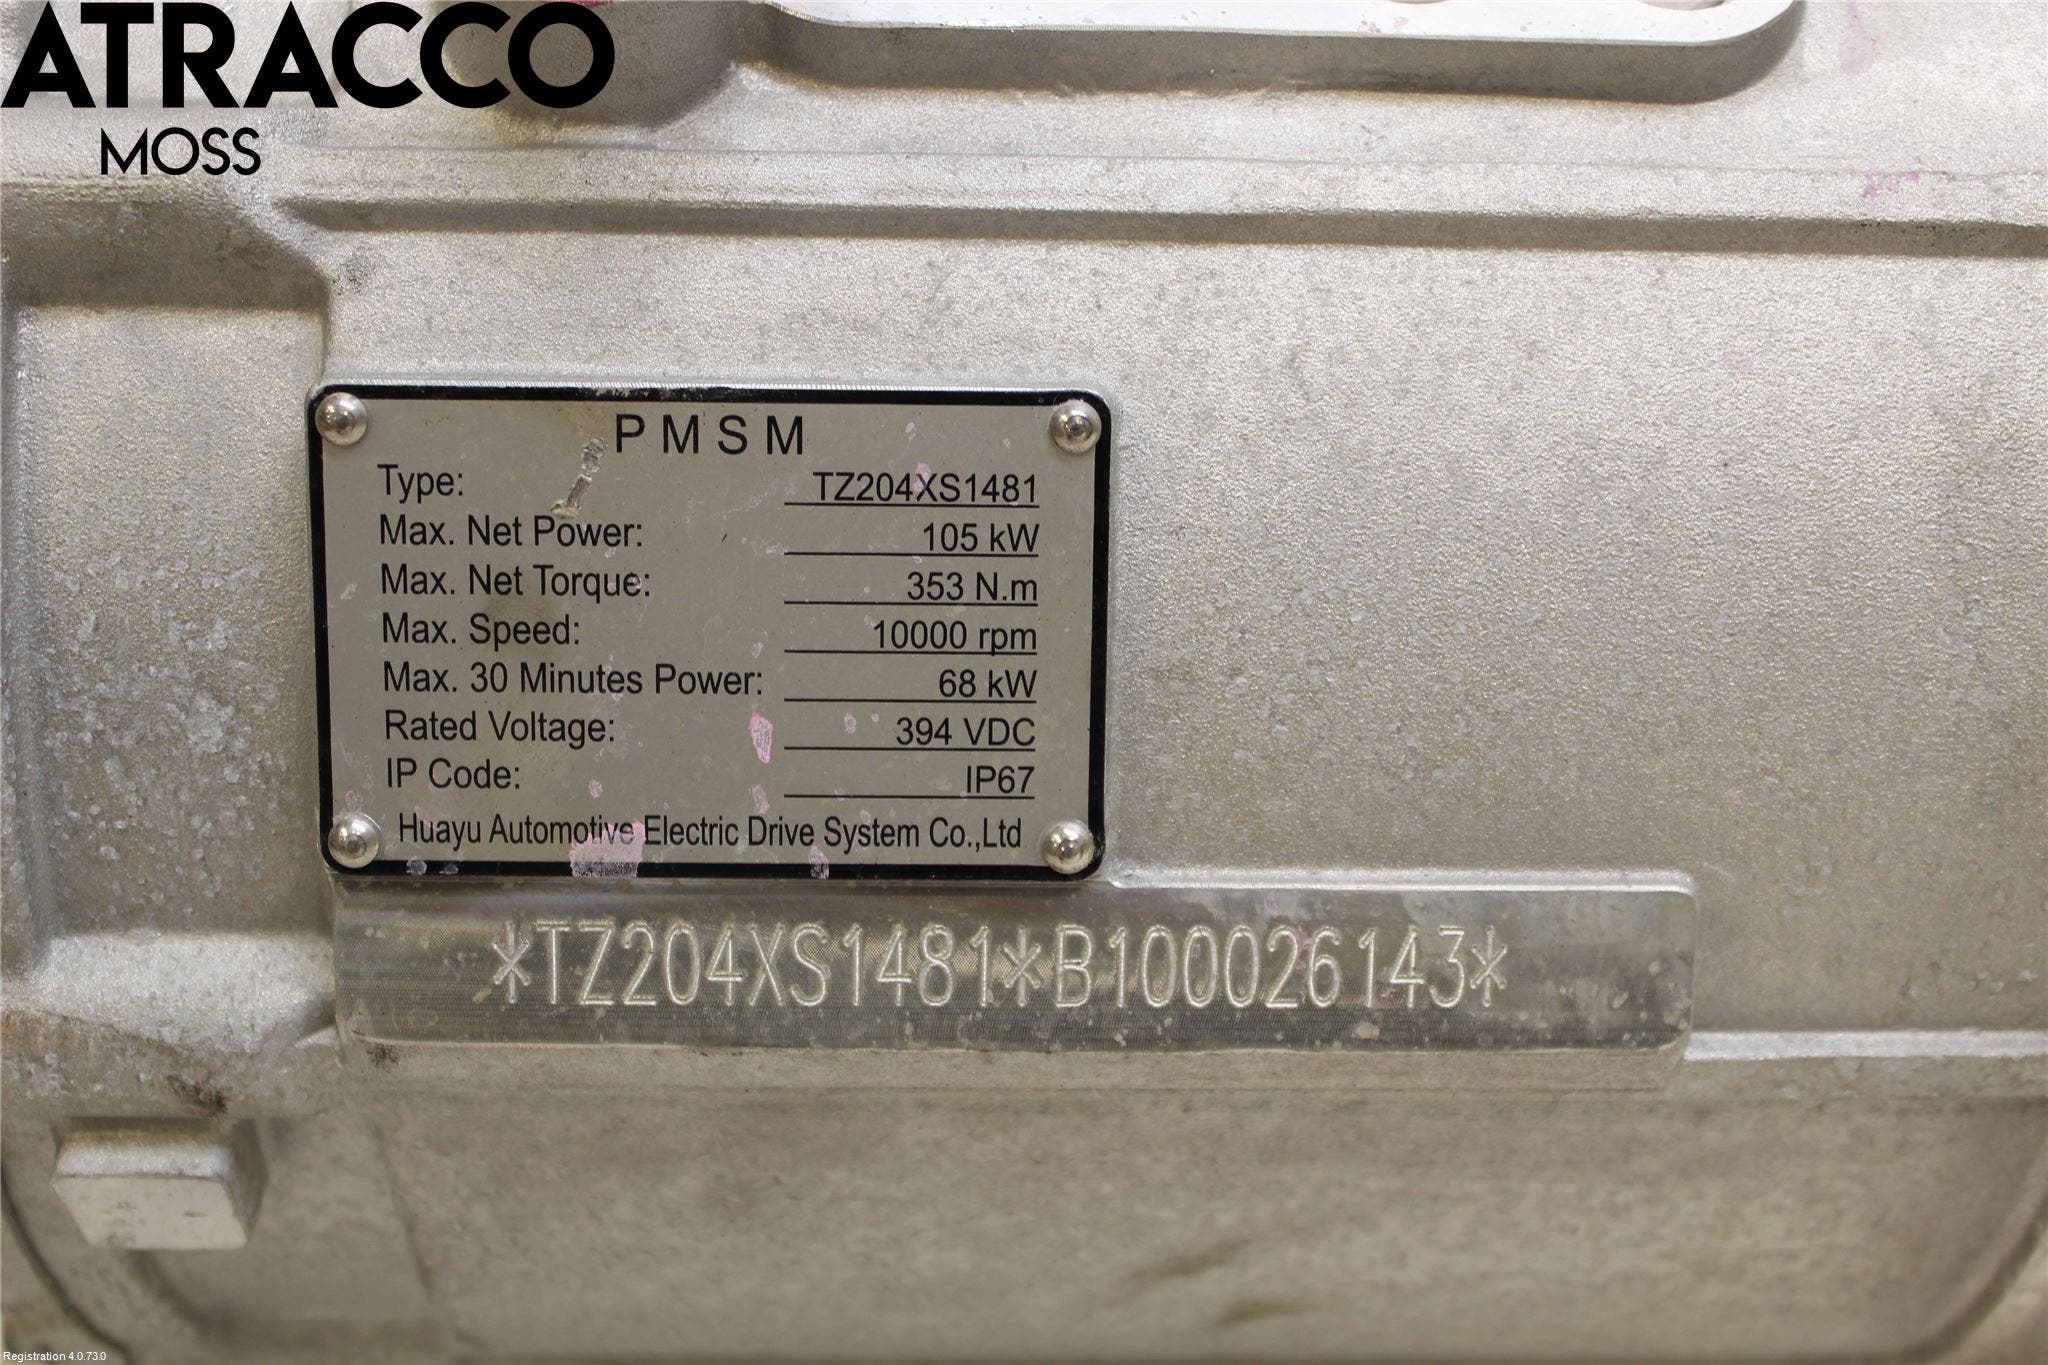 ATRACCO
MOSS
PMSM
Type: TZ204XS1481
Max. Net Power: 105 kW
Max. Net Torque: 353 N.m
Max. Speed: 10000 rpm
Max. 30 Minutes Power: 68 kW
Rated Voltage: 394 VDC
IP Code: IP67
Huayu Automotive Electric Drive System Co.,Ltd
*TZ204XS1481*B100026143*
Registration 4.0.73.0